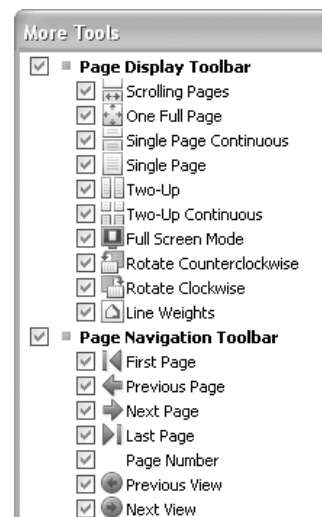 More Tools
Page Display Toolbar
Scrolling Pages
One Full Page
Single Page Continuous
Single Page
Two-Up
Two-Up Continuous
Full Screen Mode
Rotate Counterclockwise
Rotate Clockwise
Line Weights
Page Navigation Toolbar
First Page
Previous Page
Next Page
Last Page
Page Number
Previous View
Next View